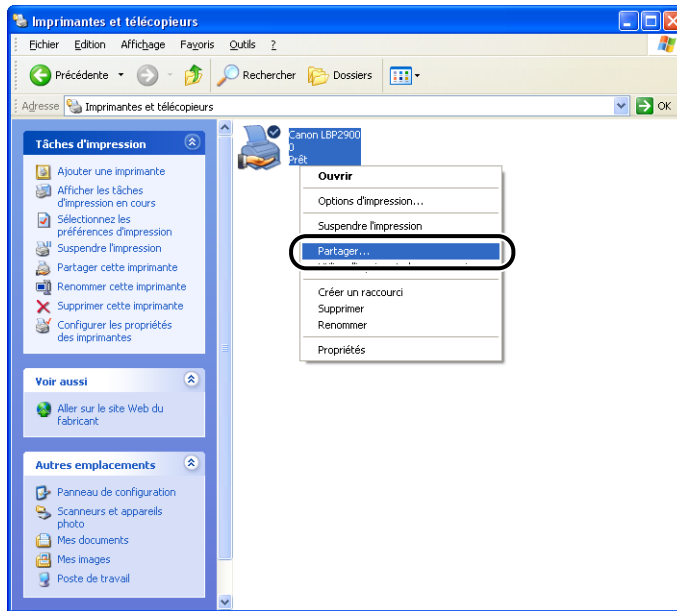 Imprimantes et télécopieurs
Fichier Edition Affichage Favoris Outils ?
Précédente Rechercher Dossiers
Adresse Imprimantes et télécopieurs OK
Tâches d'impression
Ajouter une imprimante
Afficher les tâches
d'impression en cours
Sélectionnez les
préférences d'impression
Suspendre l'impression
Partager cette imprimante
Renommer cette imprimante
Supprimer cette imprimante
Configurer les propriétés
des imprimantes
Voir aussi
Aller sur le site Web du
fabricant
Autres emplacements
Panneau de configuration
Scanneurs et appareils
photo
Mes documents
Mes images
Poste de travail
Canon LBP2900
0
Prêt
Ouvrir
Options d'impression...
Suspendre l'impression
Partager...
Créer un raccourci
Supprimer
Renommer
Propriétés